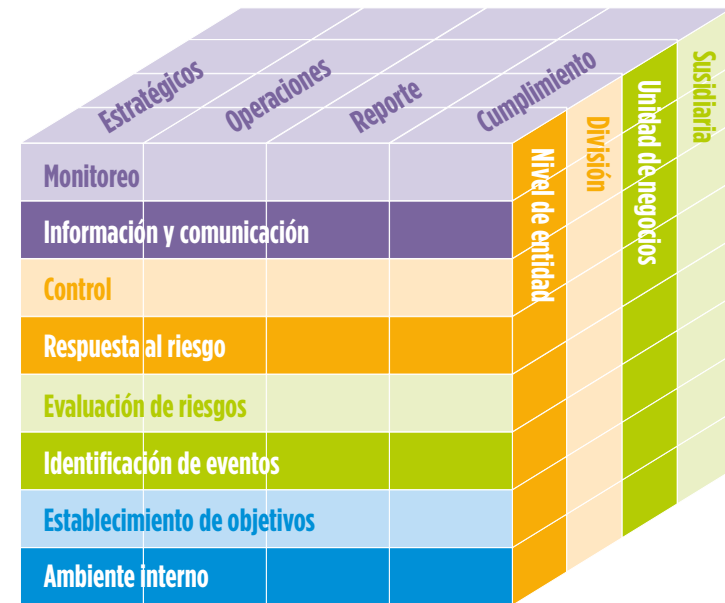 Estratégicos
Operaciones
Reporte
Cumplimiento
Monitoreo
Información y comunicación
Control
Respuesta al riesgo
Evaluación de riesgos
Identificación de eventos
Establecimiento de objetivos
Ambiente interno
Nivel de entidad
División
Unidad de negocios
Susidiaria